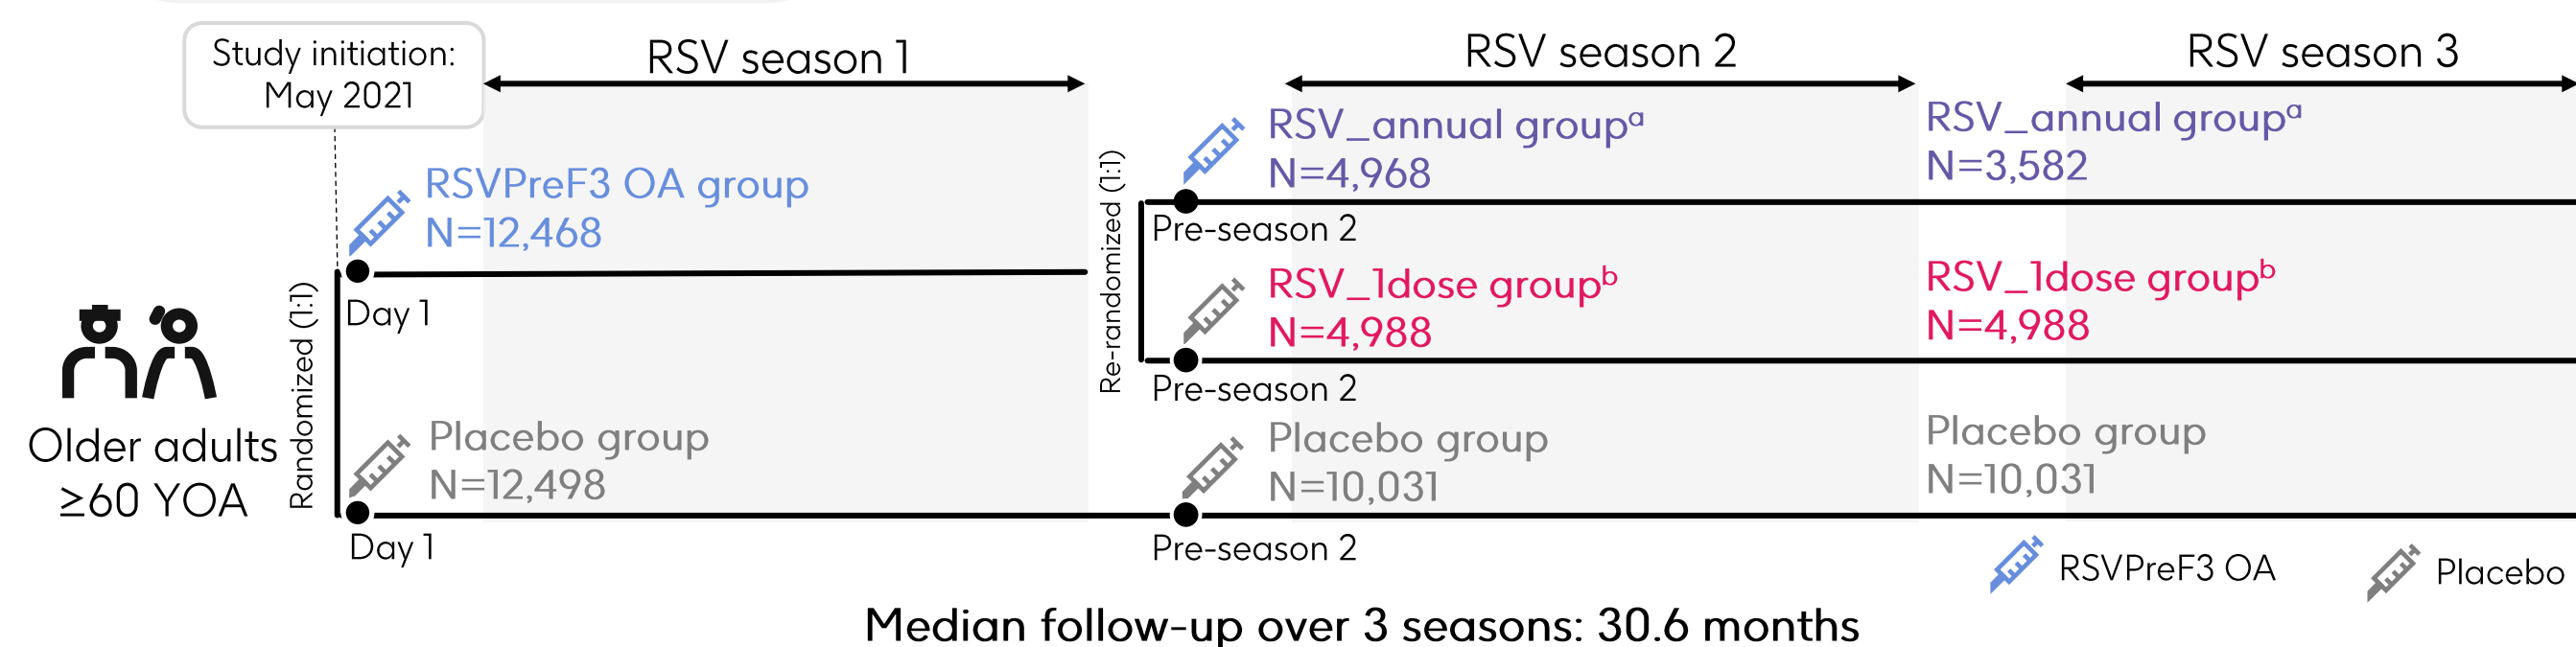 Study initiation:
May 2021
RSV season 1
RSV season 2
RSV season 3
Older adults
≥60 YOA
Randomized (1:1)
RSVPreF3 OA group
N=12,468
Day 1
Placebo group
N=12,498
Day 1
Re-randomized (1:1)
RSV_annual groupᵃ
N=4,968
Pre-season 2
RSV_1dose groupᵇ
N=4,988
Pre-season 2
Placebo group
N=10,031
Pre-season 2
RSV_annual groupᵃ
N=3,582
RSV_1dose groupᵇ
N=4,988
Placebo group
N=10,031
RSVPreF3 OA
Placebo
Median follow-up over 3 seasons: 30.6 months